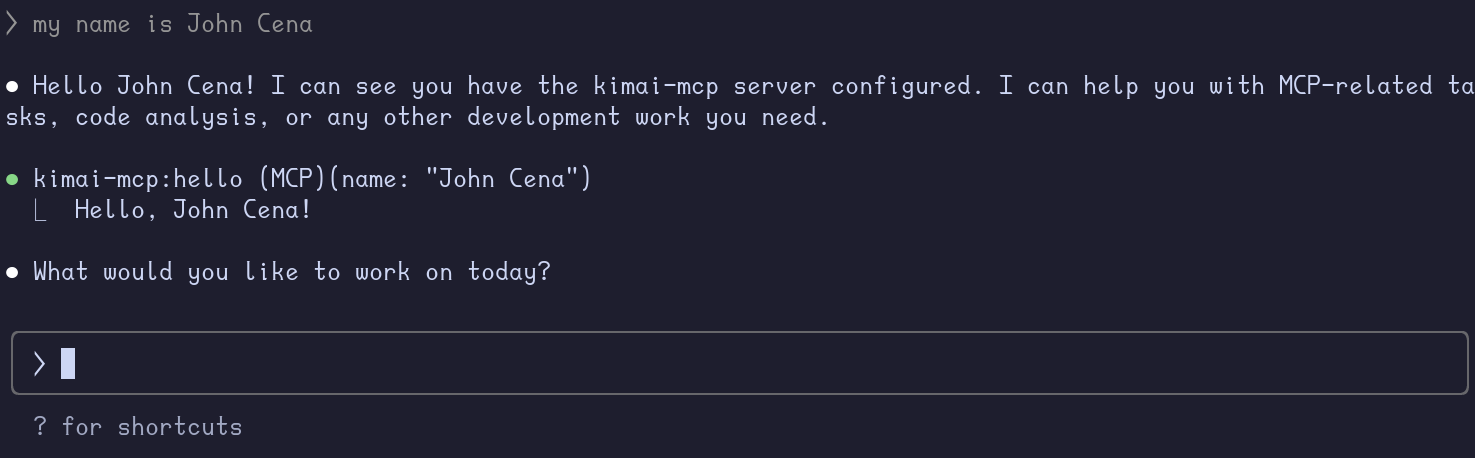 > my name is John Cena
● Hello John Cena! I can see you have the kimai-mcp server configured. I can help you with MCP-related ta
sks, code analysis, or any other development work you need.
● kimai-mcp:hello (MCP)(name: "John Cena")
⎿  Hello, John Cena!
● What would you like to work on today?
>
? for shortcuts